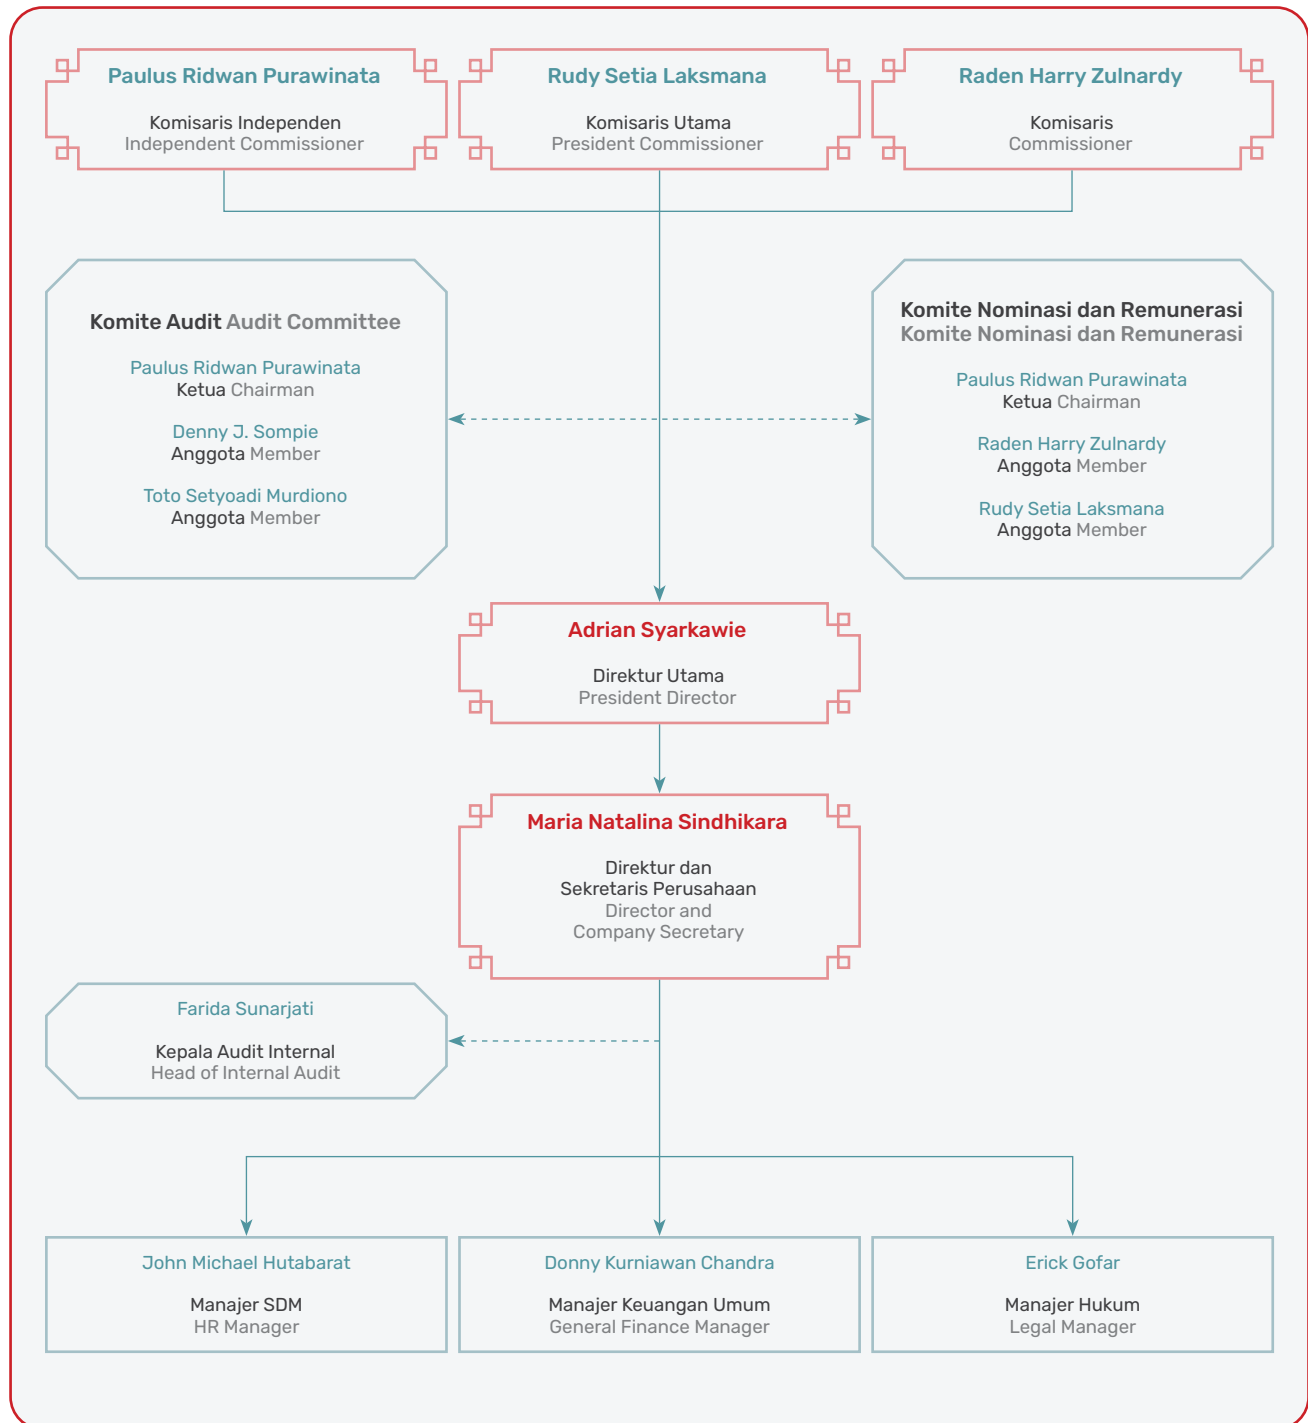 Paulus Ridwan Purawinata
Komisaris Independen
Independent Commissioner
Rudy Setia Laksmana
Komisaris Utama
President Commissioner
Raden Harry Zulnardy
Komisaris
Commissioner
Komite Audit Audit Committee
Paulus Ridwan Purawinata
Ketua Chairman
Denny J. Sompie
Anggota Member
Toto Setyoadi Murdiono
Anggota Member
Komite Nominasi dan Remunerasi
Komite Nominasi dan Remunerasi
Paulus Ridwan Purawinata
Ketua Chairman
Raden Harry Zulnardy
Anggota Member
Rudy Setia Laksmana
Anggota Member
Adrian Syarkawie
Direktur Utama
President Director
Maria Natalina Sindhikara
Direktur dan
Sekretaris Perusahaan
Director and
Company Secretary
Farida Sunarjati
Kepala Audit Internal
Head of Internal Audit
John Michael Hutabarat
Manajer SDM
HR Manager
Donny Kurniawan Chandra
Manajer Keuangan Umum
General Finance Manager
Erick Gofar
Manajer Hukum
Legal Manager